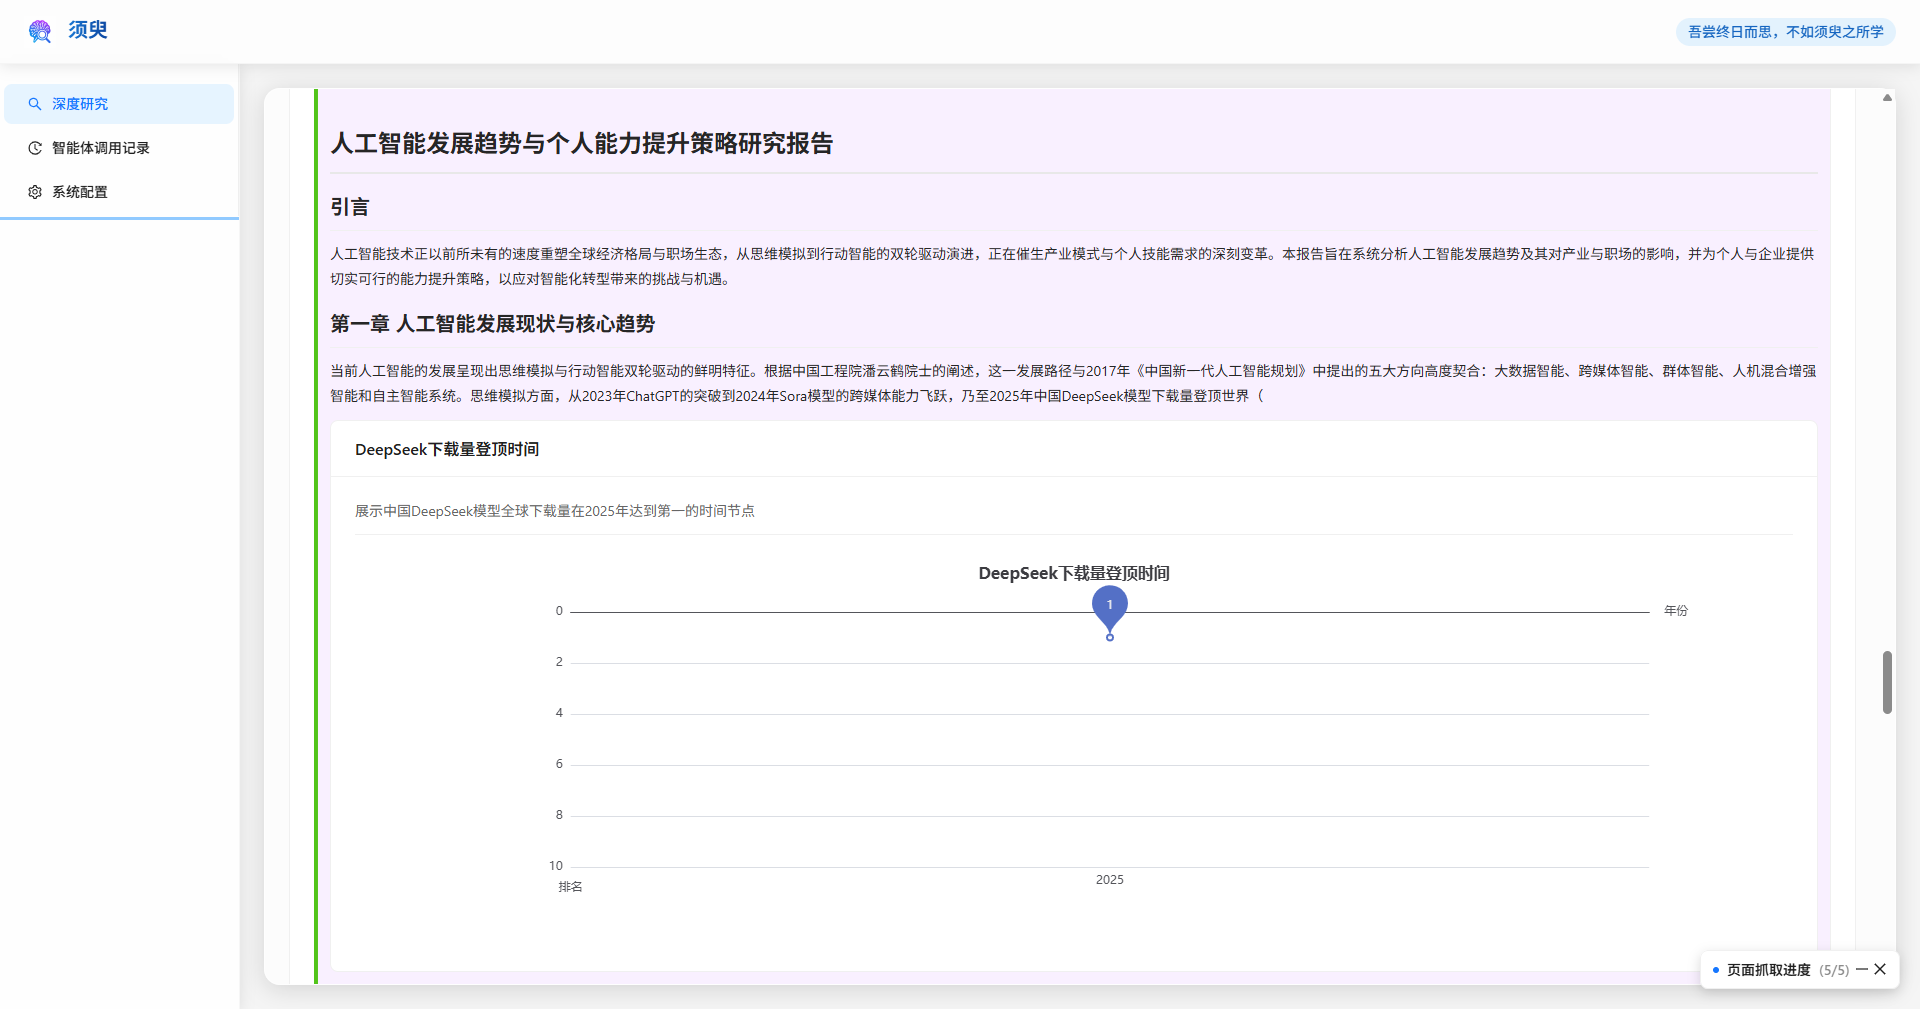 须臾
吾尝终日而思，不如须臾之所学
深度研究
智能体调用记录
系统配置
人工智能发展趋势与个人能力提升策略研究报告
引言
人工智能技术正以前所未有的速度重塑全球经济格局与职场生态，从思维模拟到行动智能的双轮驱动演进，正在催生产业模式与个人技能需求的深刻变革。本报告旨在系统分析人工智能发展趋势及其对产业与职场的影响，并为个人与企业提供
切实可行的能力提升策略，以应对智能化转型带来的挑战与机遇。
第一章 人工智能发展现状与核心趋势
当前人工智能的发展呈现出思维模拟与行动智能双轮驱动的鲜明特征。根据中国工程院潘云鹤院士的阐述，这一发展路径与2017年《中国新一代人工智能规划》中提出的五大方向高度契合：大数据智能、跨媒体智能、群体智能、人机混合增强
智能和自主智能系统。思维模拟方面，从2023年ChatGPT的突破到2024年Sora模型的跨媒体能力飞跃，乃至2025年中国DeepSeek模型下载量登顶世界（
DeepSeek下载量登顶时间
展示中国DeepSeek模型全球下载量在2025年达到第一的时间节点
DeepSeek下载量登顶时间
1
0
年份
2
4
6
8
10
排名
2025
页面抓取进度 (5/5)